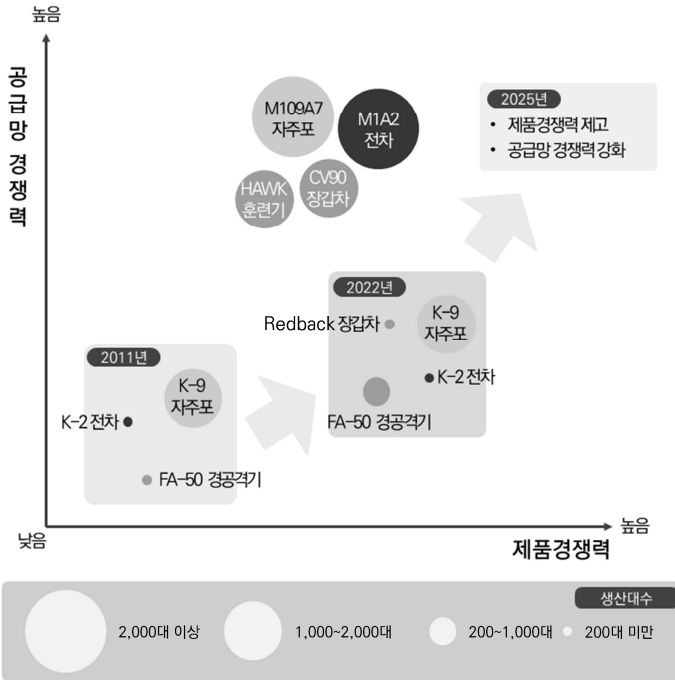 높음
공급망 경쟁력
M109A7
자주포
M1A2
전차
HAWK
훈련기
CV90
장갑차
2025년
• 제품경쟁력 제고
• 공급망 경쟁력 강화
2022년
Redback 장갑차
K-9
자주포
K-2 전차
FA-50 경공격기
2011년
K-9
자주포
K-2 전차
FA-50 경공격기
낮음
높음
제품경쟁력
생산대수
2,000대 이상
1,000~2,000대
200~1,000대
200대 미만